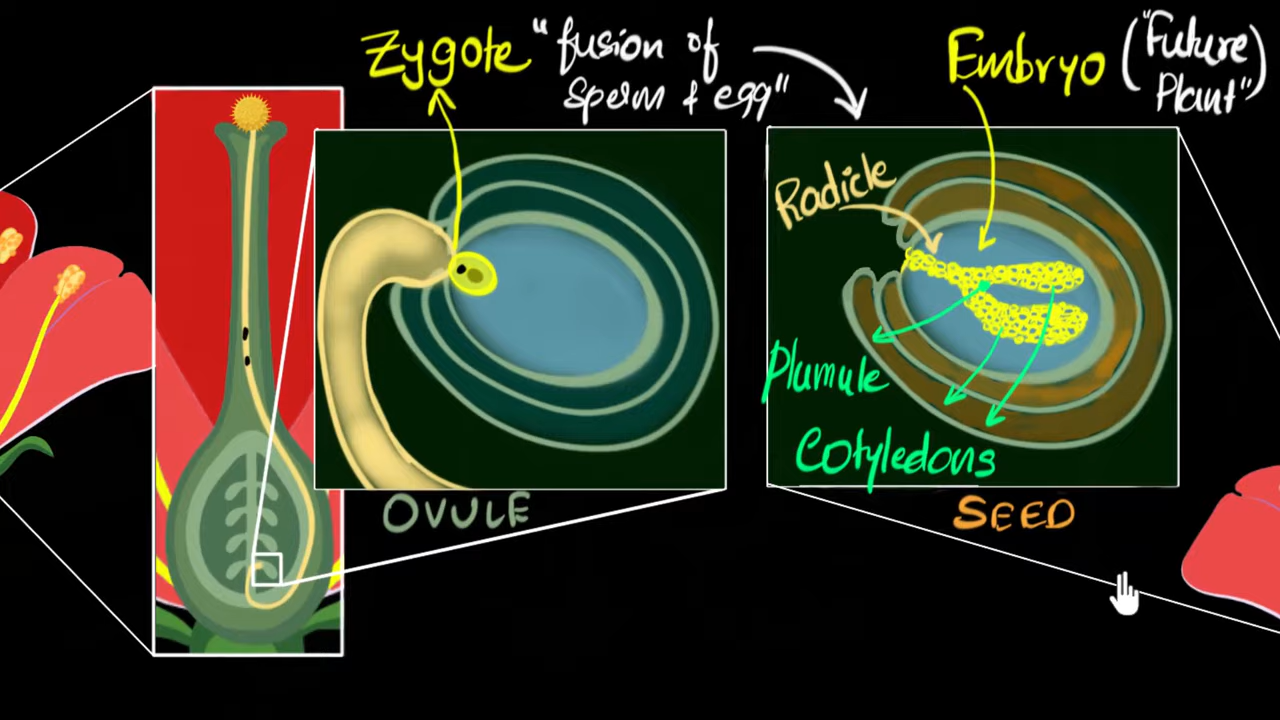 Zygote "fusion of
sperm & egg"
Embryo ("Future
Plant")
Radicle
Plumule
Cotyledons
OVULE
SEED